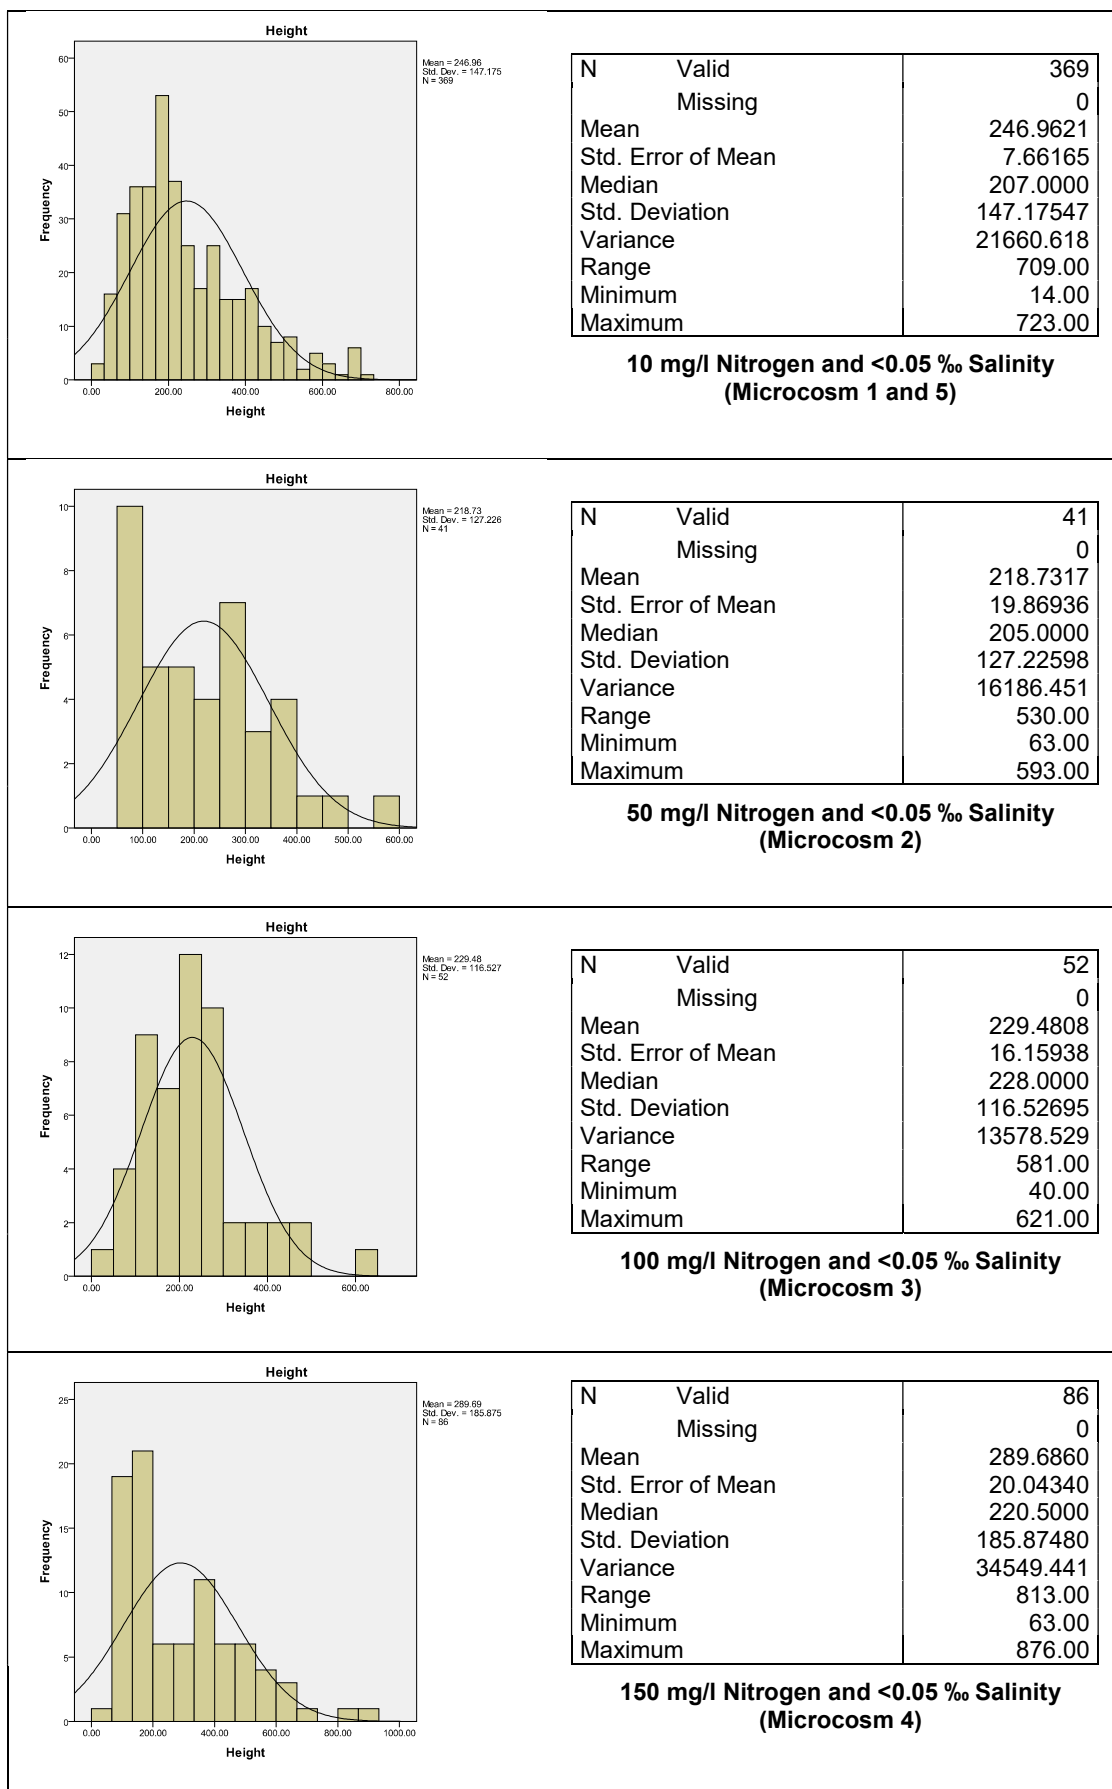 Height
Mean = 246.96
Std. Dev. = 147.175
N = 369
60
50
40
30
20
10
0
Frequency
0.00 200.00 400.00 600.00 800.00
Height
N Valid 369
Missing 0
Mean 246.9621
Std. Error of Mean 7.66165
Median 207.0000
Std. Deviation 147.17547
Variance 21660.618
Range 709.00
Minimum 14.00
Maximum 723.00
10 mg/l Nitrogen and <0.05 ‰ Salinity
(Microcosm 1 and 5)
Height
Mean = 218.73
Std. Dev. = 127.226
N = 41
10
8
6
4
2
0
Frequency
0.00 100.00 200.00 300.00 400.00 500.00 600.00
Height
N Valid 41
Missing 0
Mean 218.7317
Std. Error of Mean 19.86936
Median 205.0000
Std. Deviation 127.22598
Variance 16186.451
Range 530.00
Minimum 63.00
Maximum 593.00
50 mg/l Nitrogen and <0.05 ‰ Salinity
(Microcosm 2)
Height
Mean = 229.48
Std. Dev. = 116.527
N = 52
12
10
8
6
4
2
0
Frequency
0.00 200.00 400.00 600.00
Height
N Valid 52
Missing 0
Mean 229.4808
Std. Error of Mean 16.15938
Median 228.0000
Std. Deviation 116.52695
Variance 13578.529
Range 581.00
Minimum 40.00
Maximum 621.00
100 mg/l Nitrogen and <0.05 ‰ Salinity
(Microcosm 3)
Height
Mean = 289.69
Std. Dev. = 185.875
N = 86
25
20
15
10
5
0
Frequency
0.00 200.00 400.00 600.00 800.00 1000.00
Height
N Valid 86
Missing 0
Mean 289.6860
Std. Error of Mean 20.04340
Median 220.5000
Std. Deviation 185.87480
Variance 34549.441
Range 813.00
Minimum 63.00
Maximum 876.00
150 mg/l Nitrogen and <0.05 ‰ Salinity
(Microcosm 4)